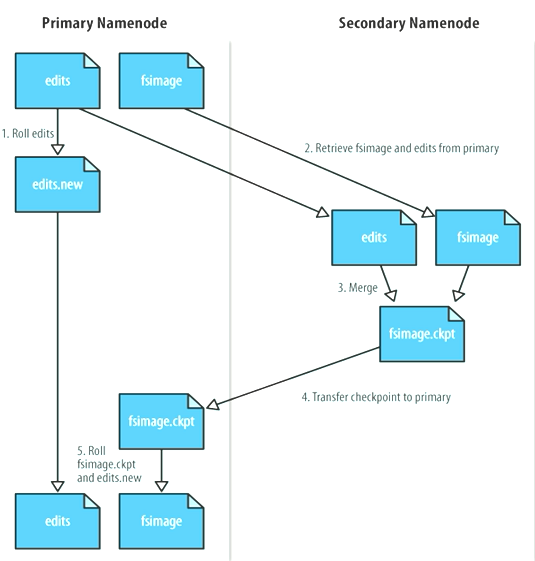 Primary Namenode
Secondary Namenode
edits
fsimage
1. Roll edits
2. Retrieve fsimage and edits from primary
edits.new
edits
fsimage
3. Merge
fsimage.ckpt
4. Transfer checkpoint to primary
fsimage.ckpt
5. Roll
fsimage.ckpt
and edits.new
edits
fsimage